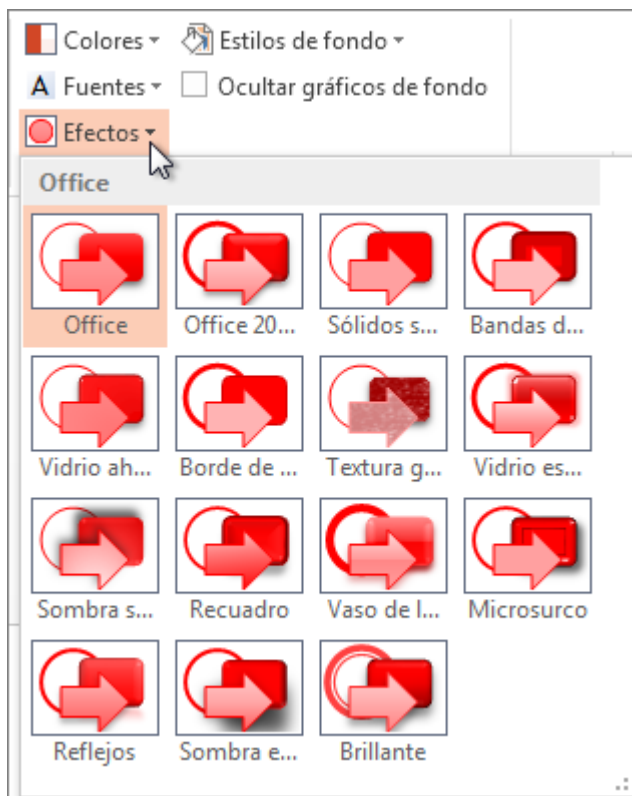 Colores Estilos de fondo
A Fuentes Ocultar gráficos de fondo
Efectos
Office
Office Office 20... Sólidos s... Bandas d...
Vidrio ah... Borde de ... Textura g... Vidrio es...
Sombra s... Recuadro Vaso de l... Microsurco
Reflejos Sombra e... Brillante